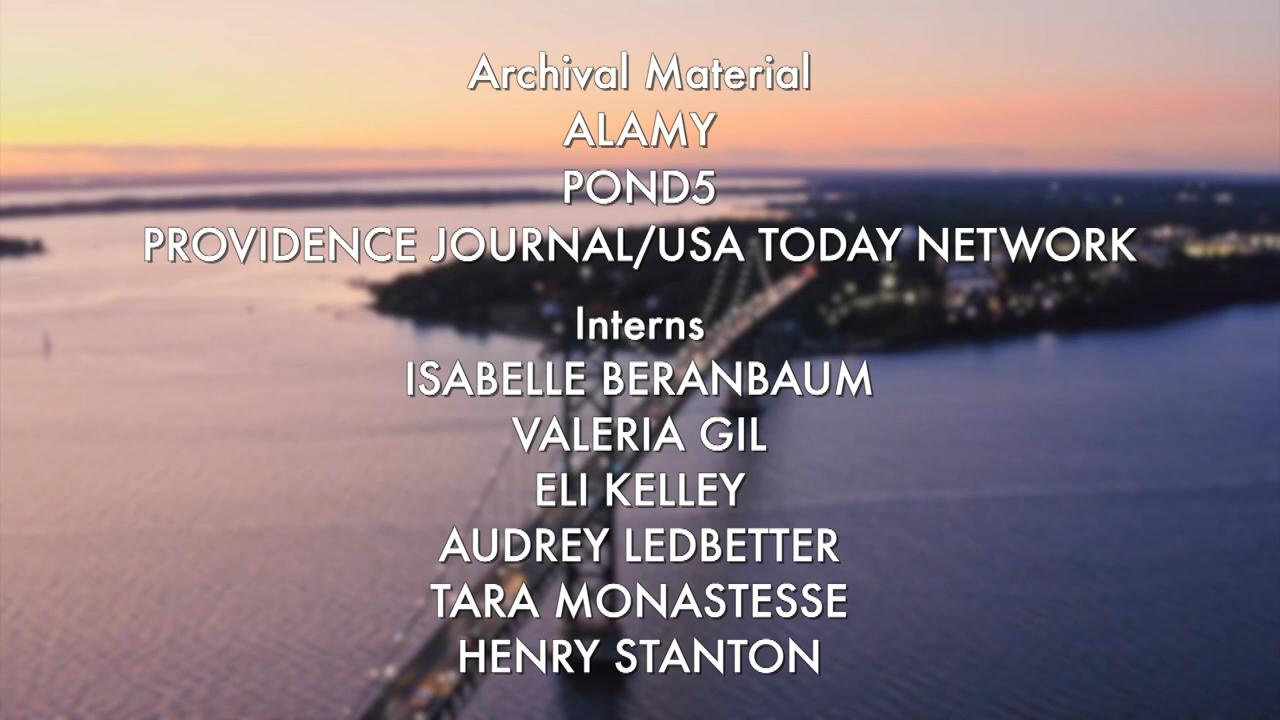 Archival Material
ALAMY
POND5
PROVIDENCE JOURNAL/USA TODAY NETWORK
Interns
ISABELLE BERANBAUM
VALERIA GIL
ELI KELLEY
AUDREY LEDBETTER
TARA MONASTESSE
HENRY STANTON